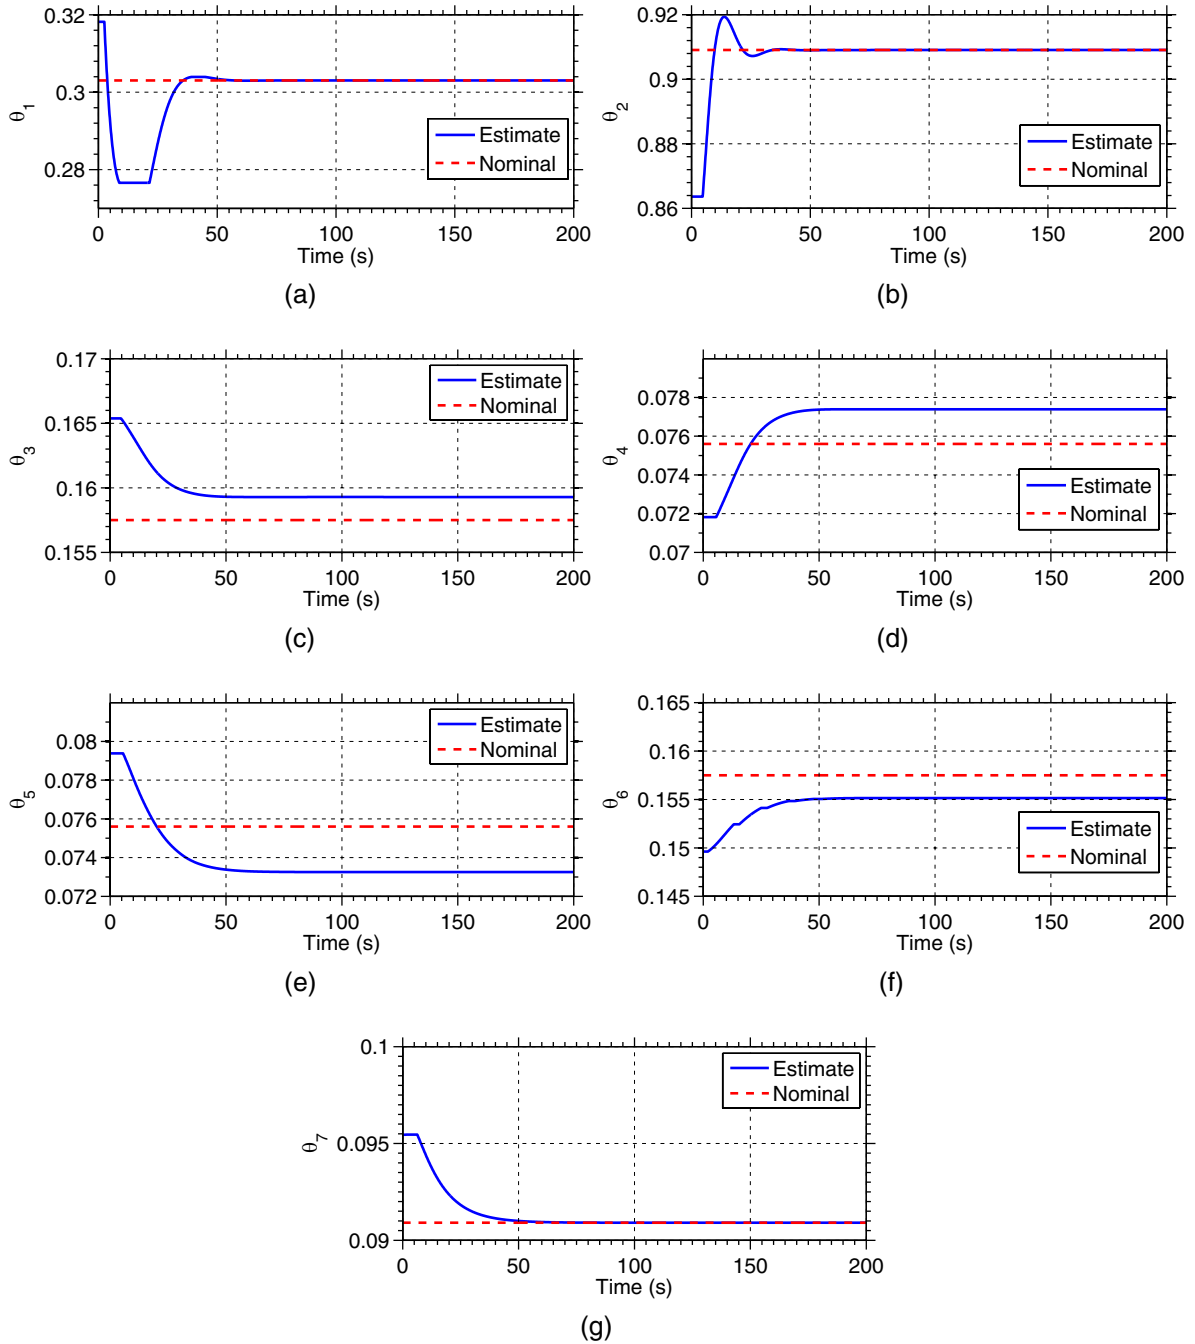 0.32
0.3
0.28
θ1
0 50 100 150 200
Time (s)
Estimate
Nominal
(a)
0.92
0.9
0.88
0.86
θ2
0 50 100 150 200
Time (s)
Estimate
Nominal
(b)
0.17
0.165
0.16
0.155
θ3
0 50 100 150 200
Time (s)
Estimate
Nominal
(c)
0.078
0.076
0.074
0.072
0.07
θ4
0 50 100 150 200
Time (s)
Estimate
Nominal
(d)
0.08
0.078
0.076
0.074
0.072
θ5
0 50 100 150 200
Time (s)
Estimate
Nominal
(e)
0.165
0.16
0.155
0.15
0.145
θ6
0 50 100 150 200
Time (s)
Estimate
Nominal
(f)
0.1
0.095
0.09
θ7
0 50 100 150 200
Time (s)
Estimate
Nominal
(g)